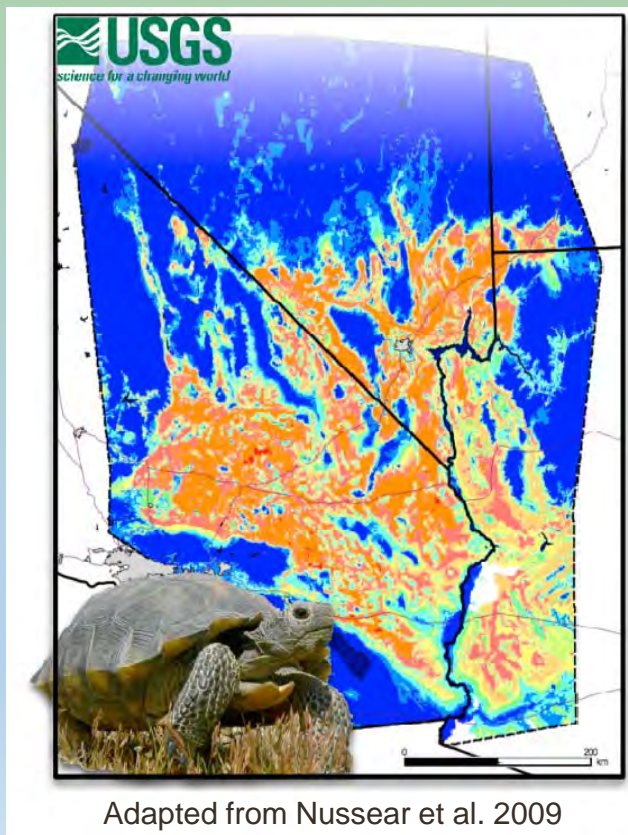 USGS
science for a changing world
0 200
km
Adapted from Nussear et al. 2009